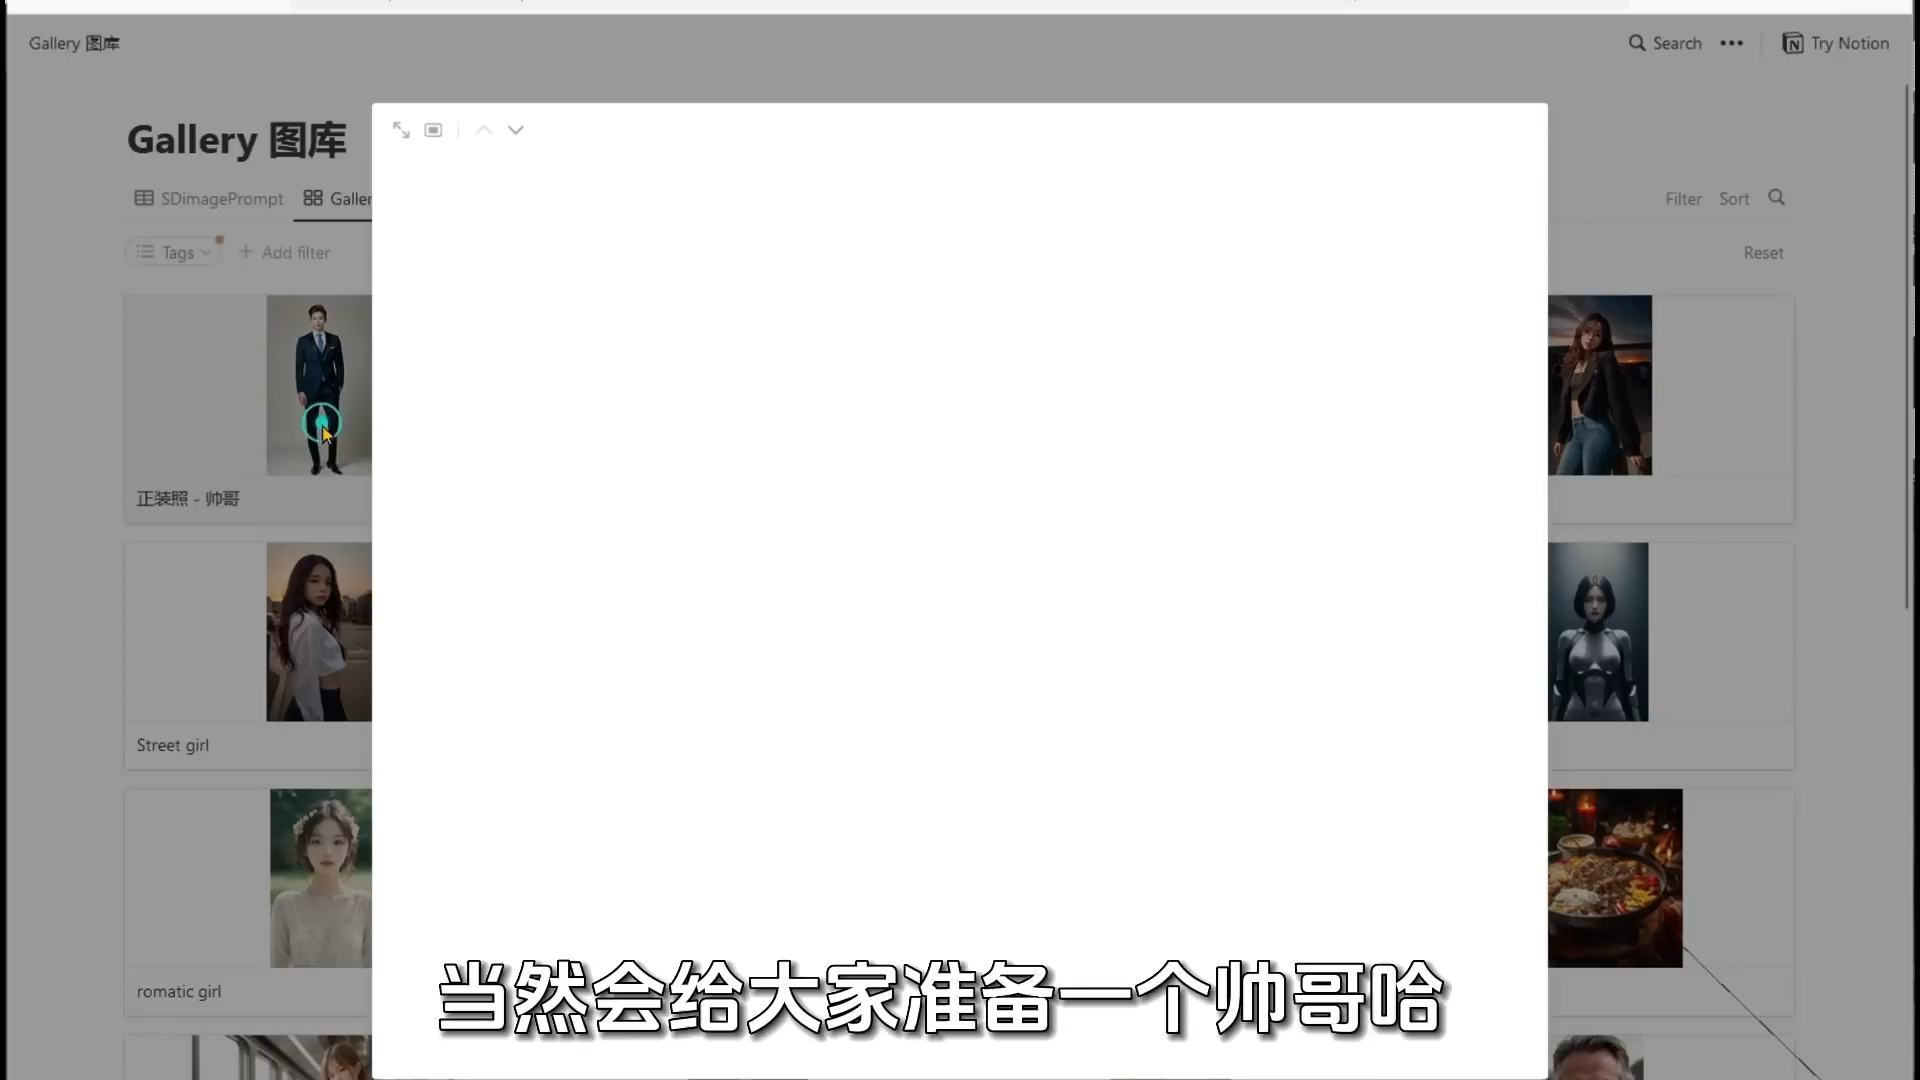 Gallery 图库
Search
Try Notion
Gallery 图库
SDimagePrompt
Galler
Filter
Sort
Tags
Add filter
Reset
正装照 - 帅哥
Street girl
romatic girl
当然会给大家准备一个帅哥哈